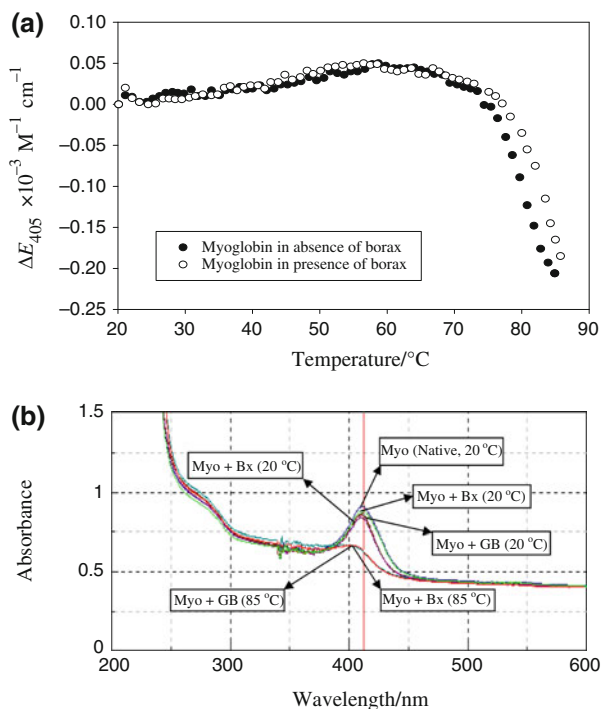 (a)
0.10
0.05
0.00
−0.05
−0.10
−0.15
−0.20
−0.25
ΔE405 ×10−3 M−1 cm−1
Myoglobin in absence of borax
Myoglobin in presence of borax
20 30 40 50 60 70 80 90
Temperature/°C
(b)
1.5
1
0.5
0
Absorbance
Myo (Native, 20 °C)
Myo + Bx (20 °C)
Myo + Bx (20 °C)
Myo + GB (20 °C)
Myo + GB (85 °C)
Myo + Bx (85 °C)
200 300 400 500 600
Wavelength/nm